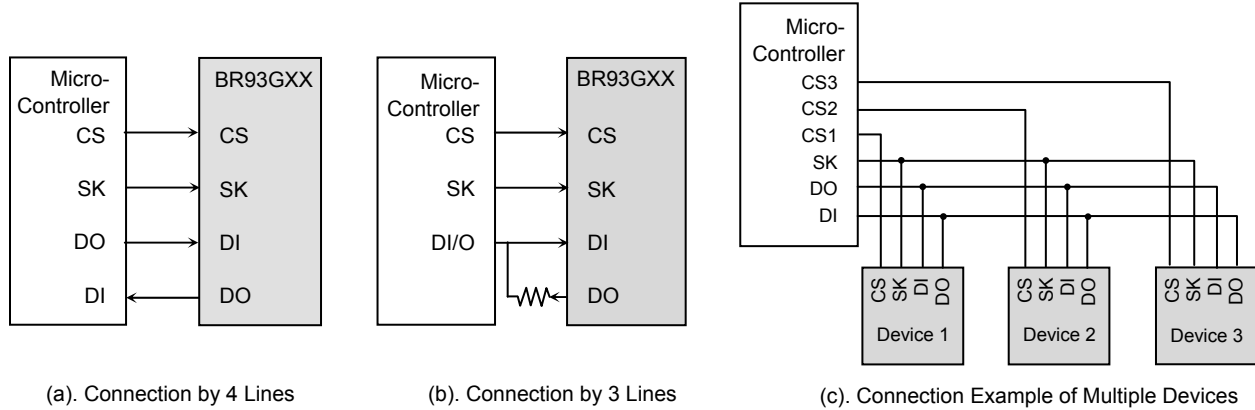 Micro-
Controller
CS
SK
DO
DI
BR93GXX
CS
SK
DI
DO
(a). Connection by 4 Lines
Micro-
Controller
CS
SK
DI/O
BR93GXX
CS
SK
DI
DO
(b). Connection by 3 Lines
Micro-
Controller
CS3
CS2
CS1
SK
DO
DI
CS
SK
DI
DO
Device 1
CS
SK
DI
DO
Device 2
CS
SK
DI
DO
Device 3
(c). Connection Example of Multiple Devices